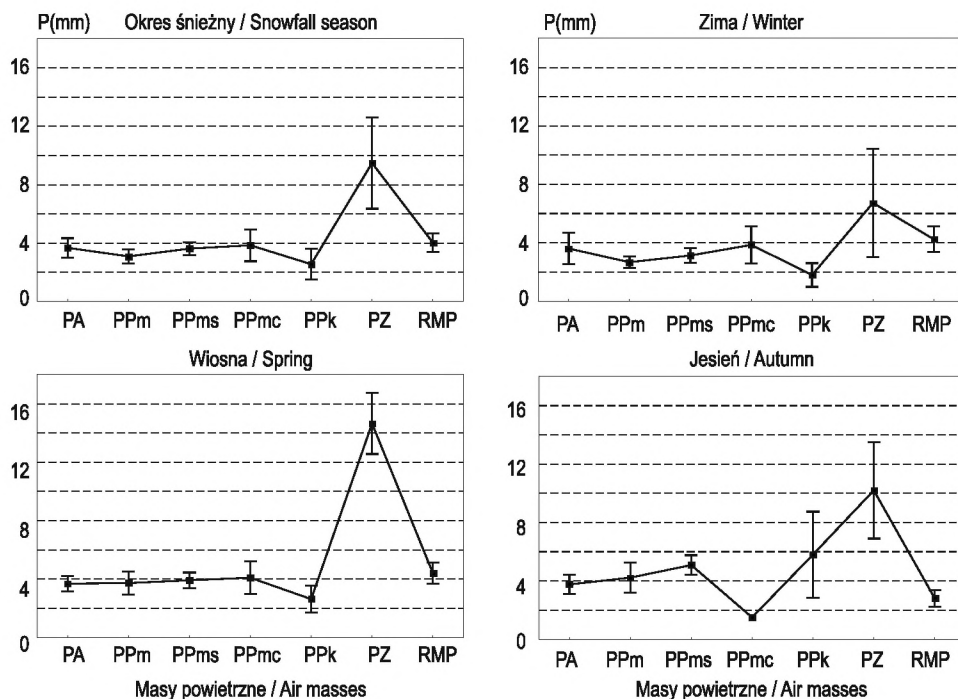 P(mm) Okres śnieżny / Snowfall season
16
12
8
4
0
PA PPm PPms PPmc PPk PZ RMP
P(mm) Zima / Winter
16
12
8
4
0
PA PPm PPms PPmc PPk PZ RMP
Wiosna / Spring
16
12
8
4
0
PA PPm PPms PPmc PPk PZ RMP
Masy powietrzne / Air masses
Jesień / Autumn
16
12
8
4
0
PA PPm PPms PPmc PPk PZ RMP
Masy powietrzne / Air masses